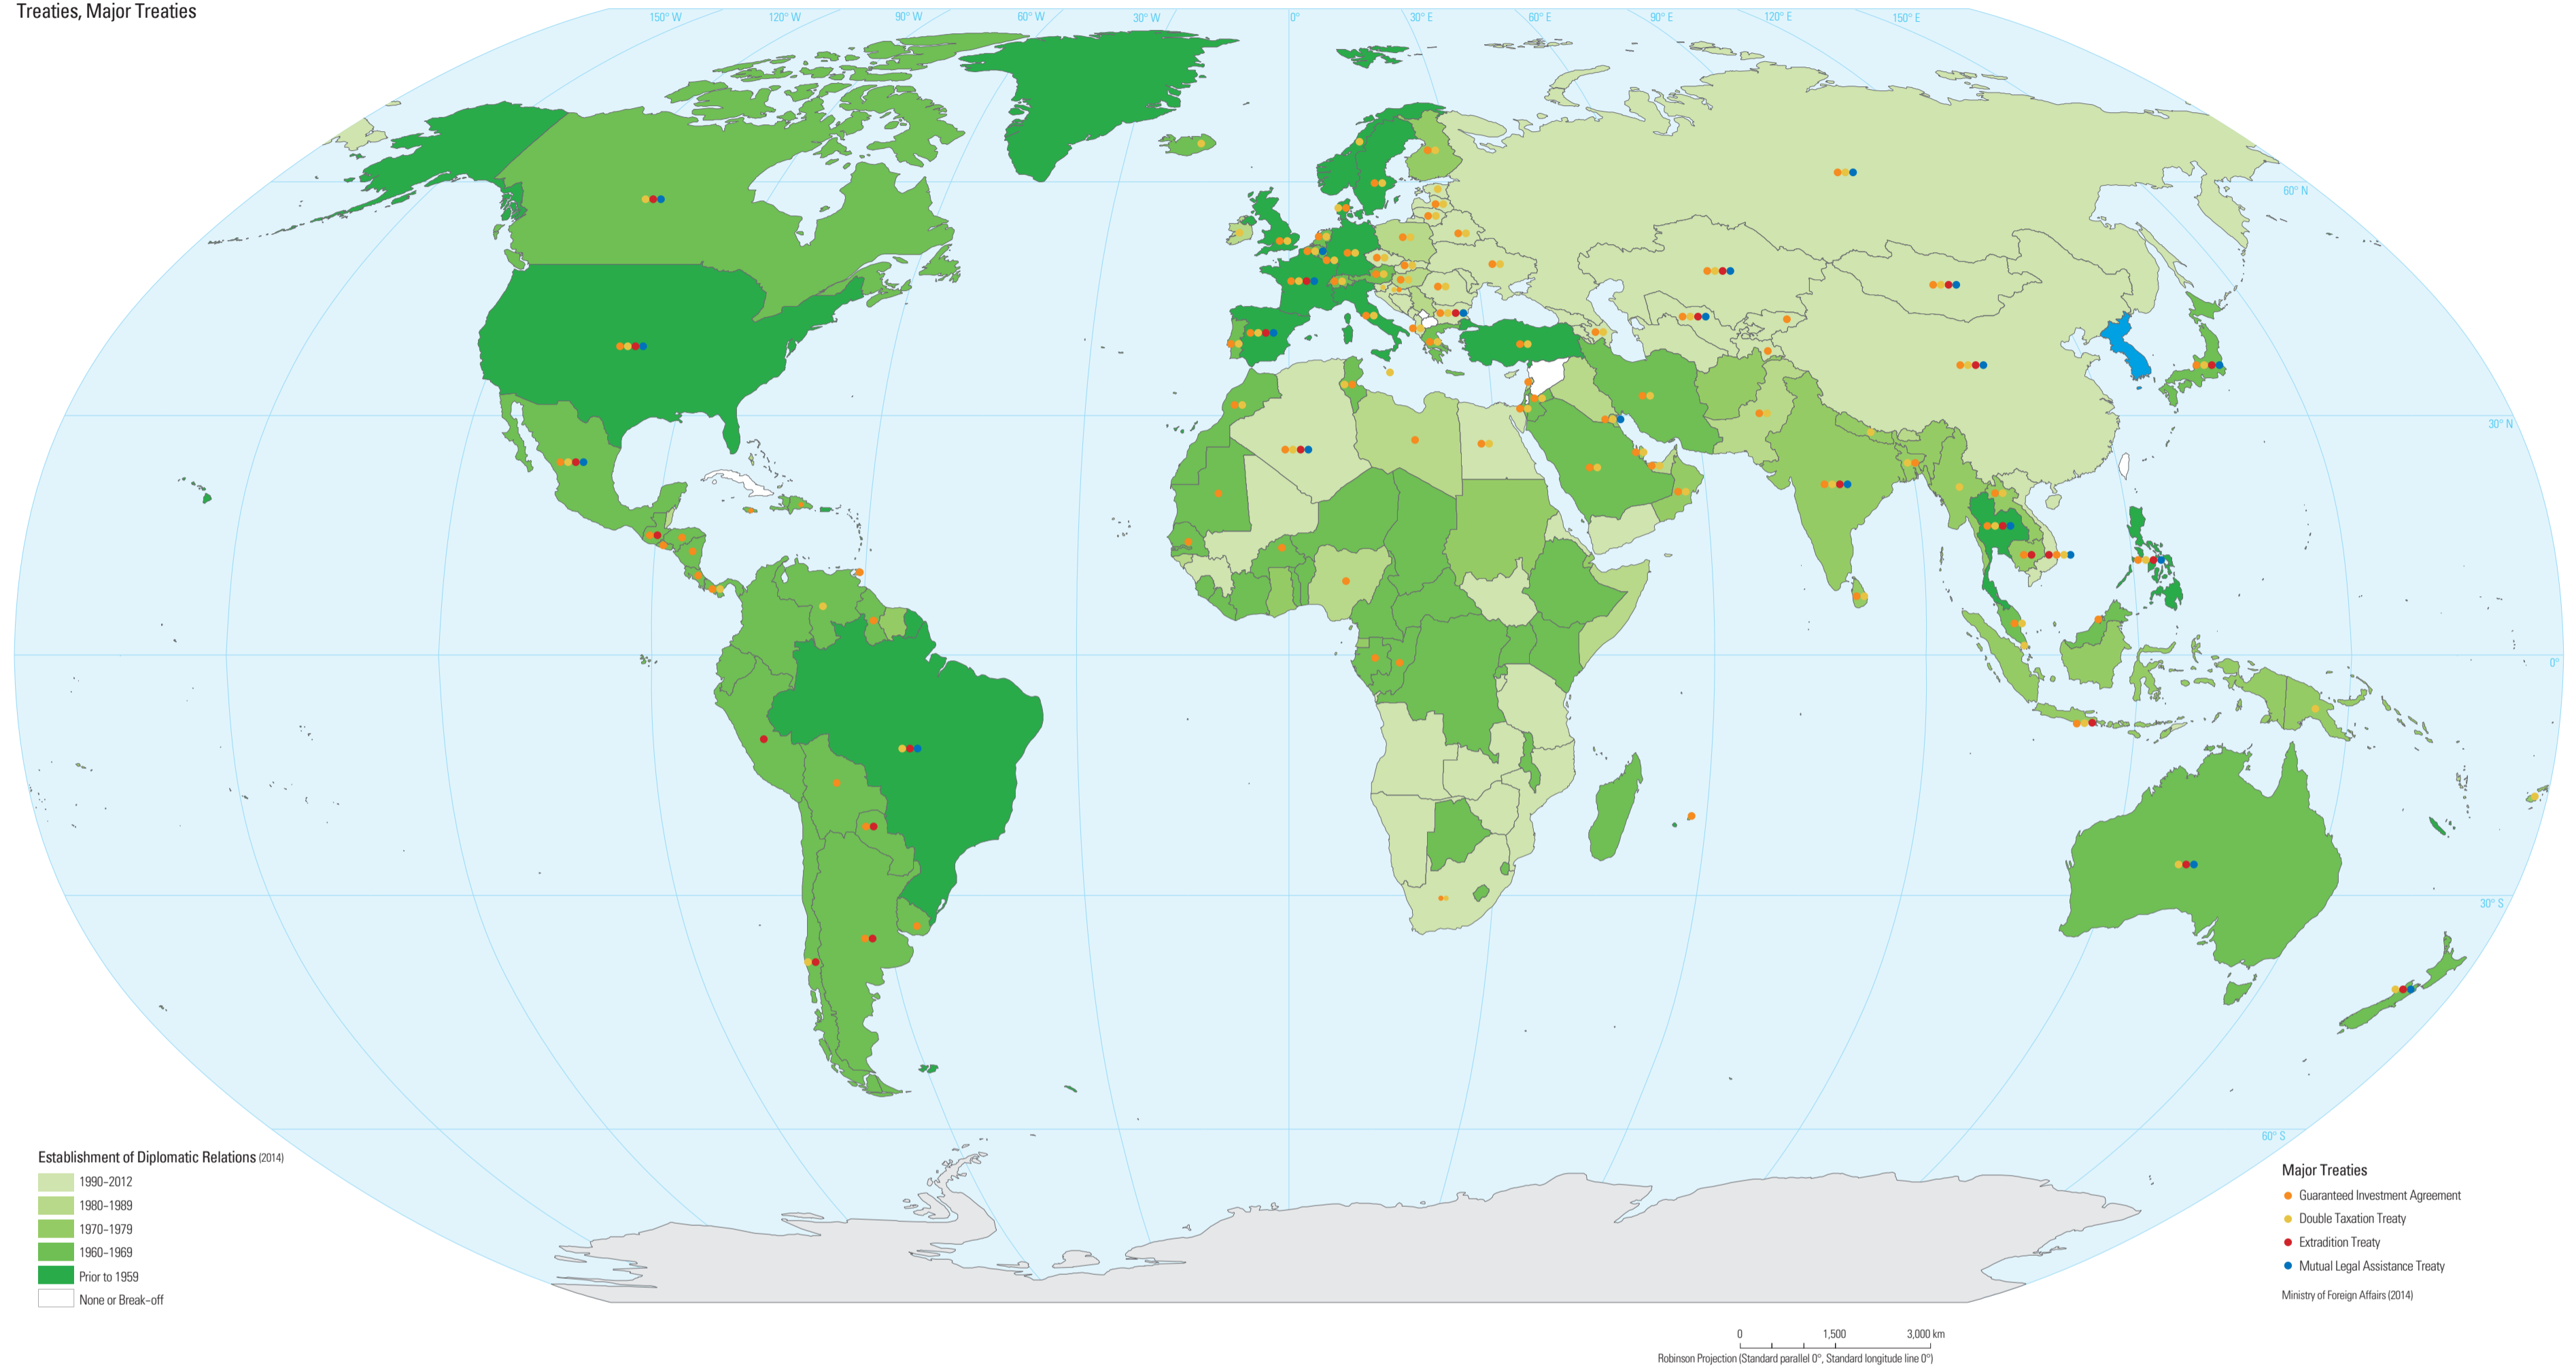 Treaties, Major Treaties
150° W 120° W 90° W 60° W 30° W 0° 30° E 60° E 90° E 120° E 150° E
60° N
30° N
0°
30° S
60° S
Establishment of Diplomatic Relations (2014)
1990-2012
1980-1989
1970-1979
1960-1969
Prior to 1959
None or Break-off
Major Treaties
Guaranteed Investment Agreement
Double Taxation Treaty
Extradition Treaty
Mutual Legal Assistance Treaty
Ministry of Foreign Affairs (2014)
0 1,500 3,000 km
Robinson Projection (Standard parallel 0°, Standard longitude line 0°)